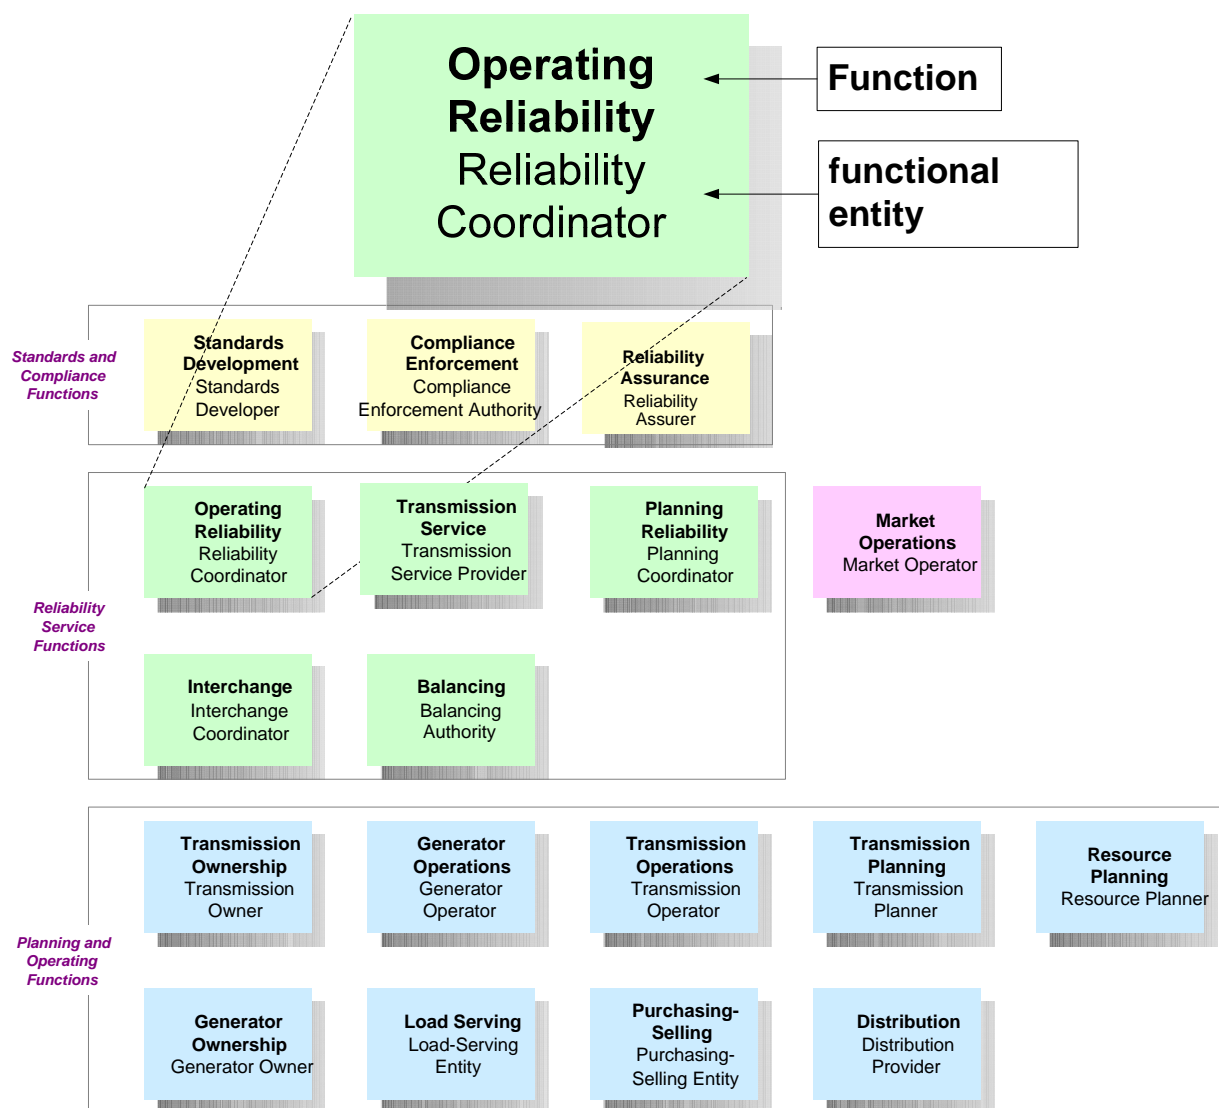 Operating
Reliability
Reliability
Coordinator
Function
functional
entity
Standards and
Compliance
Functions
Standards
Development
Standards
Developer
Compliance
Enforcement
Compliance
Enforcement Authority
Reliability
Assurance
Reliability
Assurer
Reliability
Service
Functions
Operating
Reliability
Reliability
Coordinator
Transmission
Service
Transmission
Service Provider
Planning
Reliability
Planning
Coordinator
Market
Operations
Market Operator
Interchange
Interchange
Coordinator
Balancing
Balancing
Authority
Planning and
Operating
Functions
Transmission
Ownership
Transmission
Owner
Generator
Operations
Generator
Operator
Transmission
Operations
Transmission
Operator
Transmission
Planning
Transmission
Planner
Resource
Planning
Resource Planner
Generator
Ownership
Generator Owner
Load Serving
Load-Serving
Entity
Purchasing-
Selling
Purchasing-
Selling Entity
Distribution
Distribution
Provider